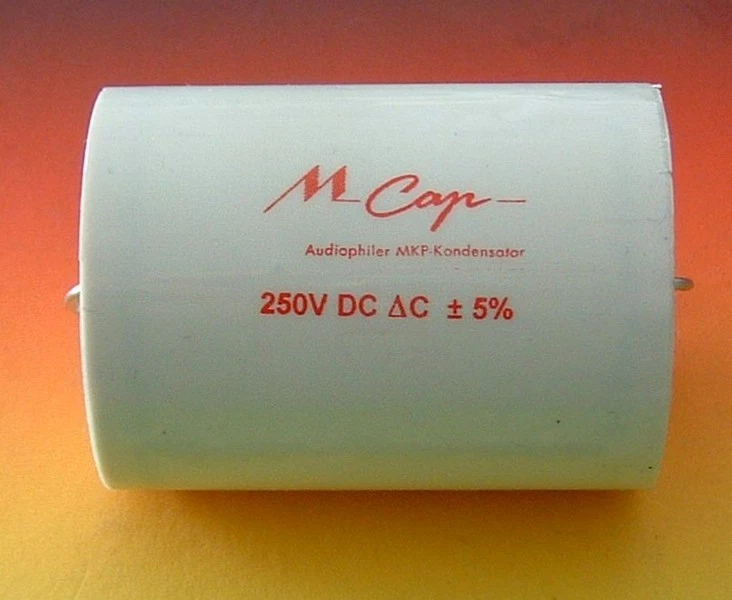 M-Cap-
Audiophiler MKP-Kondensator
250V DC ΔC ± 5%